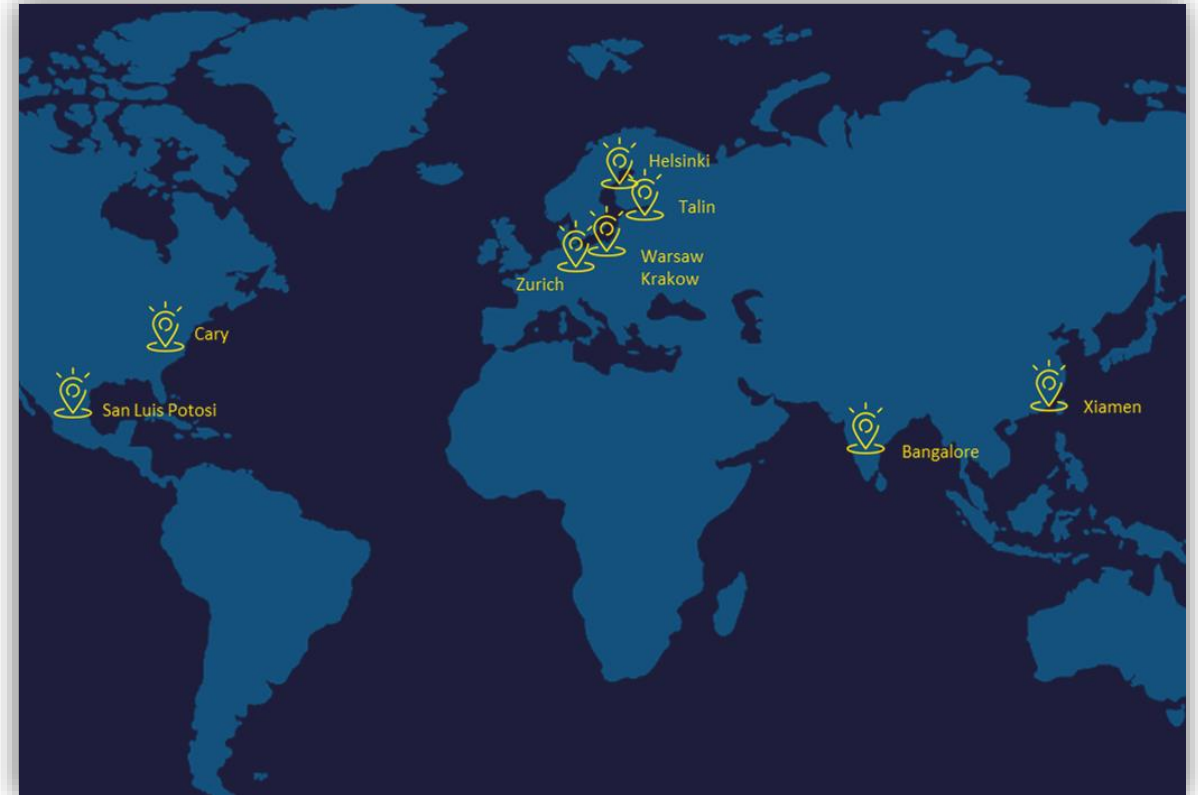 Helsinki
Talin
Warsaw
Krakow
Zurich
Cary
San Luis Potosi
Xiamen
Bangalore